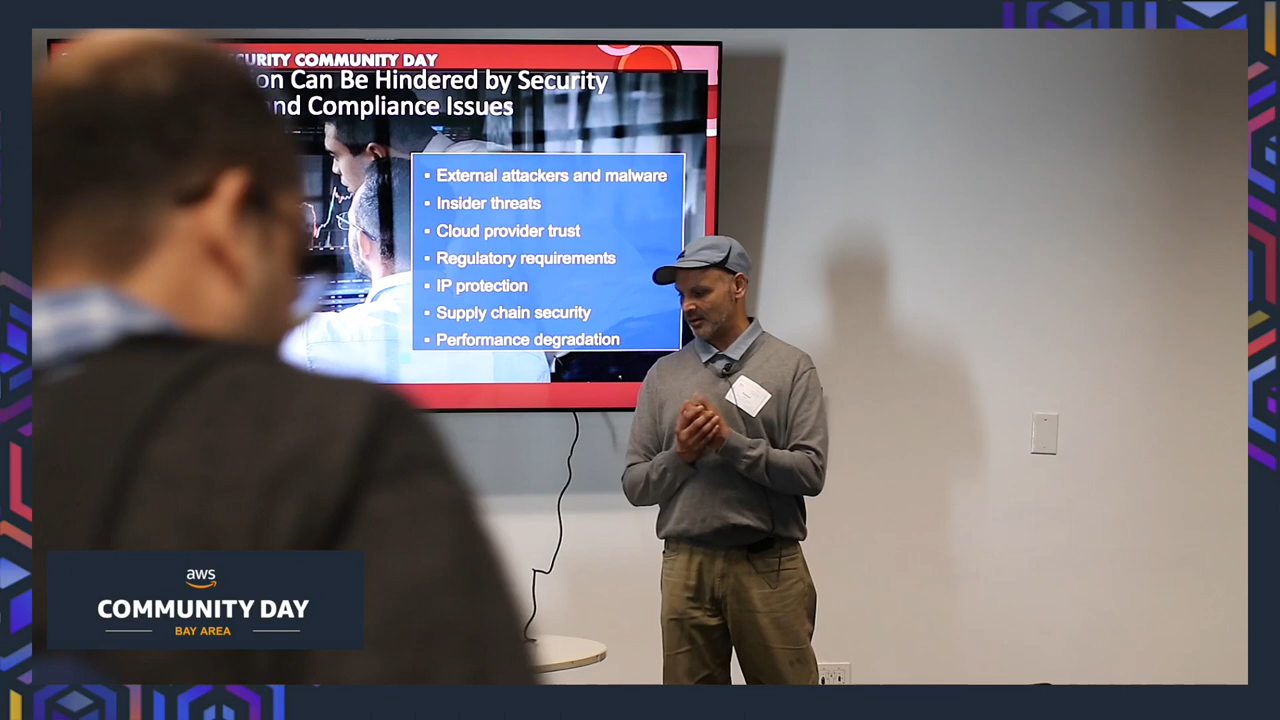 CURITY COMMUNITY DAY
on Can Be Hindered by Security
nd Compliance Issues
▪ External attackers and malware
▪ Insider threats
▪ Cloud provider trust
▪ Regulatory requirements
▪ IP protection
▪ Supply chain security
▪ Performance degradation
aws
COMMUNITY DAY
BAY AREA